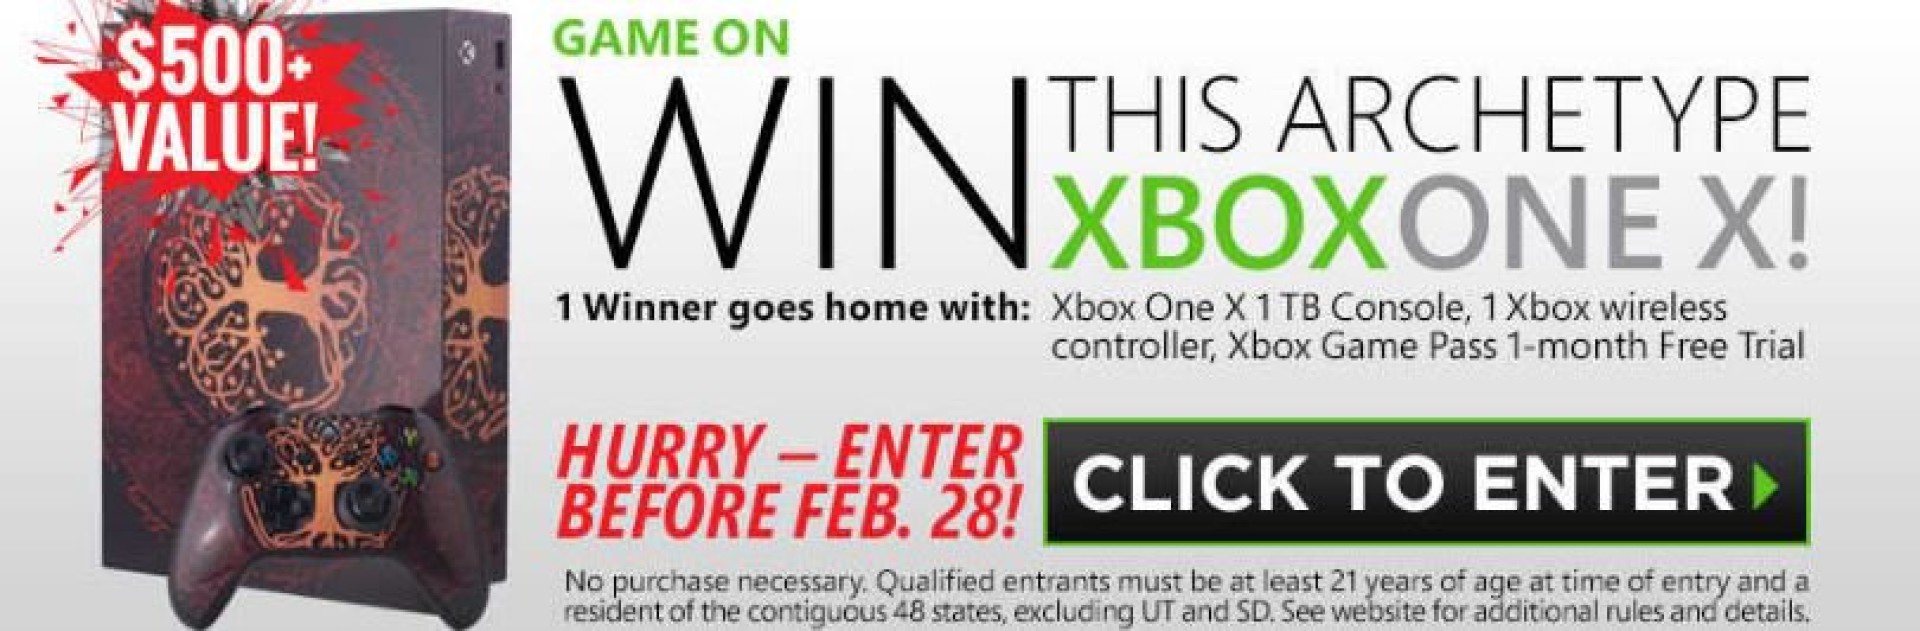 $500+
VALUE!
GAME ON
WIN THIS ARCHETYPE
XBOX ONE X!
1 Winner goes home with: Xbox One X 1 TB Console, 1 Xbox wireless
controller, Xbox Game Pass 1-month Free Trial
HURRY – ENTER
BEFORE FEB. 28!
CLICK TO ENTER
No purchase necessary. Qualified entrants must be at least 21 years of age at time of entry and a
resident of the contiguous 48 states, excluding UT and SD. See website for additional rules and details.